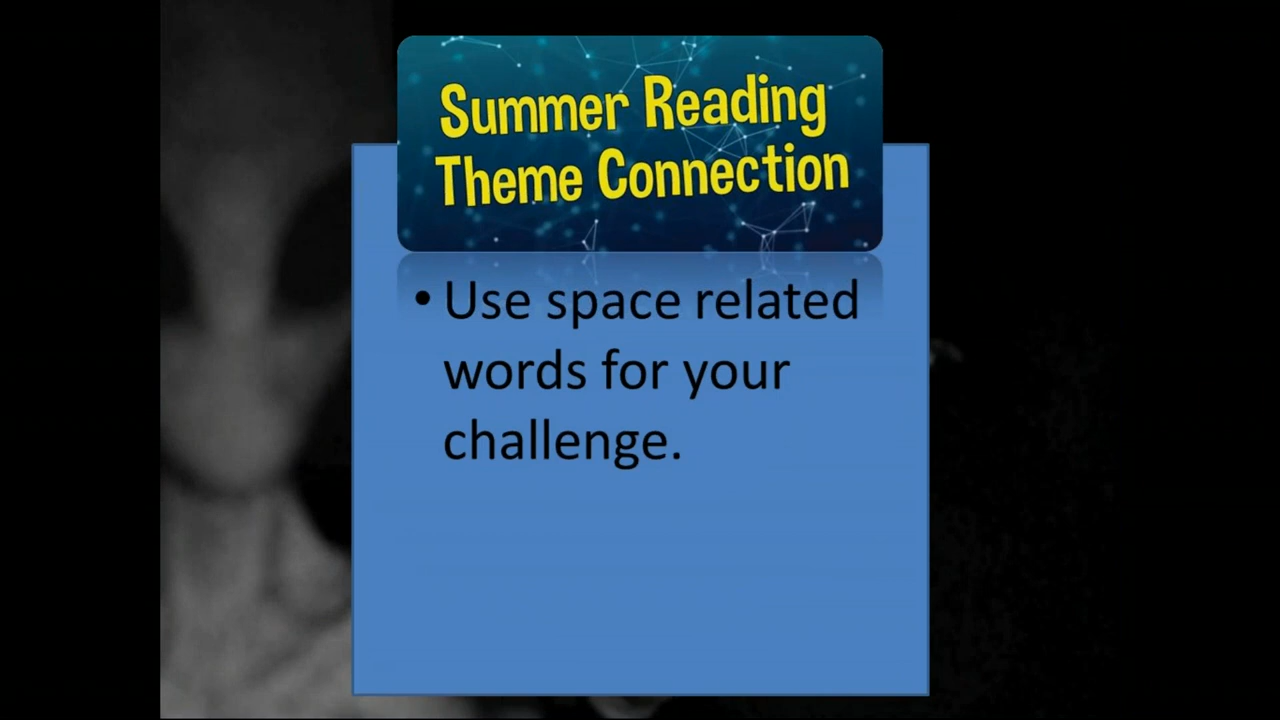 Summer Reading
Theme Connection
• Use space related
words for your
challenge.